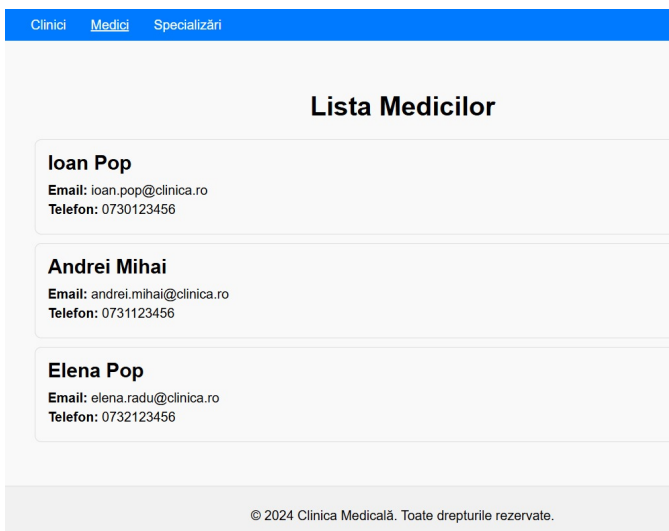 Clinici Medici Specializări
Lista Medicilor
Ioan Pop
Email: ioan.pop@clinica.ro
Telefon: 0730123456
Andrei Mihai
Email: andrei.mihai@clinica.ro
Telefon: 0731123456
Elena Pop
Email: elena.radu@clinica.ro
Telefon: 0732123456
© 2024 Clinica Medicală. Toate drepturile rezervate.